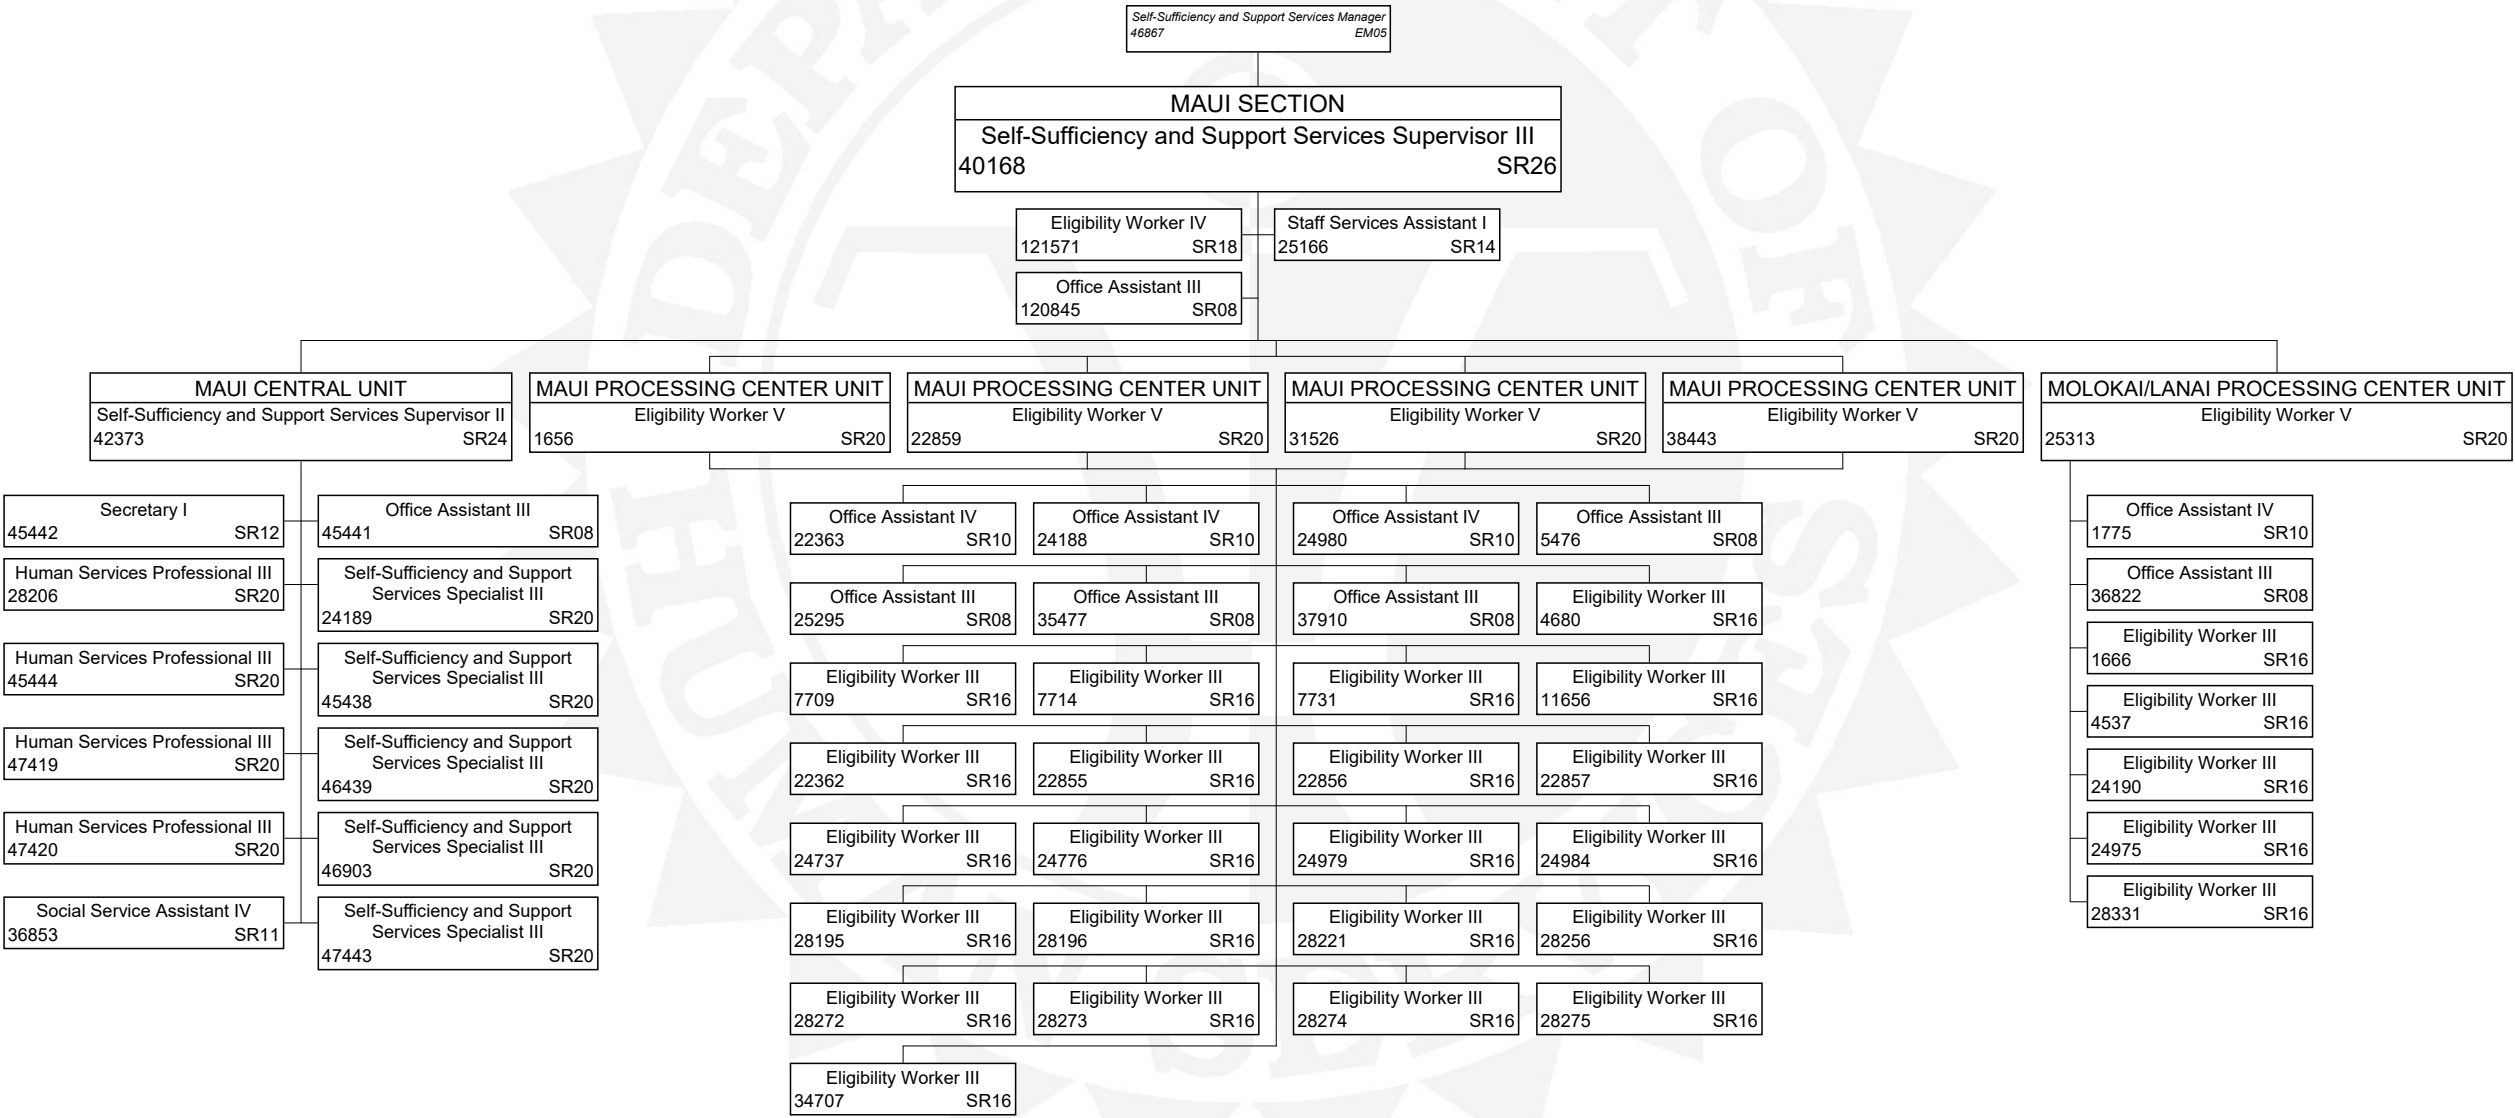 Self-Sufficiency and Support Services Manager
46867 EM05
MAUI SECTION
Self-Sufficiency and Support Services Supervisor III
40168 SR26
Eligibility Worker IV
121571 SR18
Staff Services Assistant I
25166 SR14
Office Assistant III
120845 SR08
MAUI CENTRAL UNIT
Self-Sufficiency and Support Services Supervisor II
42373 SR24
MAUI PROCESSING CENTER UNIT
Eligibility Worker V
1656 SR20
MAUI PROCESSING CENTER UNIT
Eligibility Worker V
22859 SR20
MAUI PROCESSING CENTER UNIT
Eligibility Worker V
31526 SR20
MAUI PROCESSING CENTER UNIT
Eligibility Worker V
38443 SR20
MOLOKAI/LANAI PROCESSING CENTER UNIT
Eligibility Worker V
25313 SR20
Secretary I
45442 SR12
Office Assistant III
45441 SR08
Human Services Professional III
28206 SR20
Self-Sufficiency and Support
Services Specialist III
24189 SR20
Human Services Professional III
45444 SR20
Self-Sufficiency and Support
Services Specialist III
45438 SR20
Human Services Professional III
47419 SR20
Self-Sufficiency and Support
Services Specialist III
46439 SR20
Human Services Professional III
47420 SR20
Self-Sufficiency and Support
Services Specialist III
46903 SR20
Social Service Assistant IV
36853 SR11
Self-Sufficiency and Support
Services Specialist III
47443 SR20
Office Assistant IV
22363 SR10
Office Assistant IV
24188 SR10
Office Assistant IV
24980 SR10
Office Assistant III
5476 SR08
Office Assistant III
25295 SR08
Office Assistant III
35477 SR08
Office Assistant III
37910 SR08
Eligibility Worker III
4680 SR16
Eligibility Worker III
7709 SR16
Eligibility Worker III
7714 SR16
Eligibility Worker III
7731 SR16
Eligibility Worker III
11656 SR16
Eligibility Worker III
22362 SR16
Eligibility Worker III
22855 SR16
Eligibility Worker III
22856 SR16
Eligibility Worker III
22857 SR16
Eligibility Worker III
24737 SR16
Eligibility Worker III
24776 SR16
Eligibility Worker III
24979 SR16
Eligibility Worker III
24984 SR16
Eligibility Worker III
28195 SR16
Eligibility Worker III
28196 SR16
Eligibility Worker III
28221 SR16
Eligibility Worker III
28256 SR16
Eligibility Worker III
28272 SR16
Eligibility Worker III
28273 SR16
Eligibility Worker III
28274 SR16
Eligibility Worker III
28275 SR16
Eligibility Worker III
34707 SR16
Office Assistant IV
1775 SR10
Office Assistant III
36822 SR08
Eligibility Worker III
1666 SR16
Eligibility Worker III
4537 SR16
Eligibility Worker III
24190 SR16
Eligibility Worker III
24975 SR16
Eligibility Worker III
28331 SR16